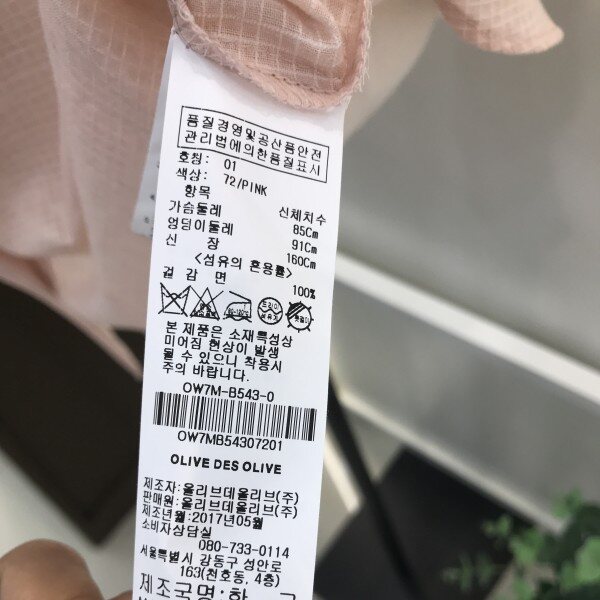 품질경영및공산품안전
관리법에의한품질표시
호칭: 01
색상: 72/PINK
항목 신체치수
가슴둘레 85Cm
엉덩이둘레 91Cm
신 장 160Cm
<섬유의 혼용률>
겉 감 면 100%
본 제품은 소재특성상
미어짐 현상이 발생
될 수 있으니 착용시
주의 바랍니다.
OW7M-B543-0
OW7MB54307201
OLIVE DES OLIVE
제조자: 올리브데올리브(주)
판매원: 올리브데올리브(주)
제조년월: 2017년05월
소비자상담실
080-733-0114
서울특별시 강동구 성안로
163(천호동, 4층)
제조국명:한